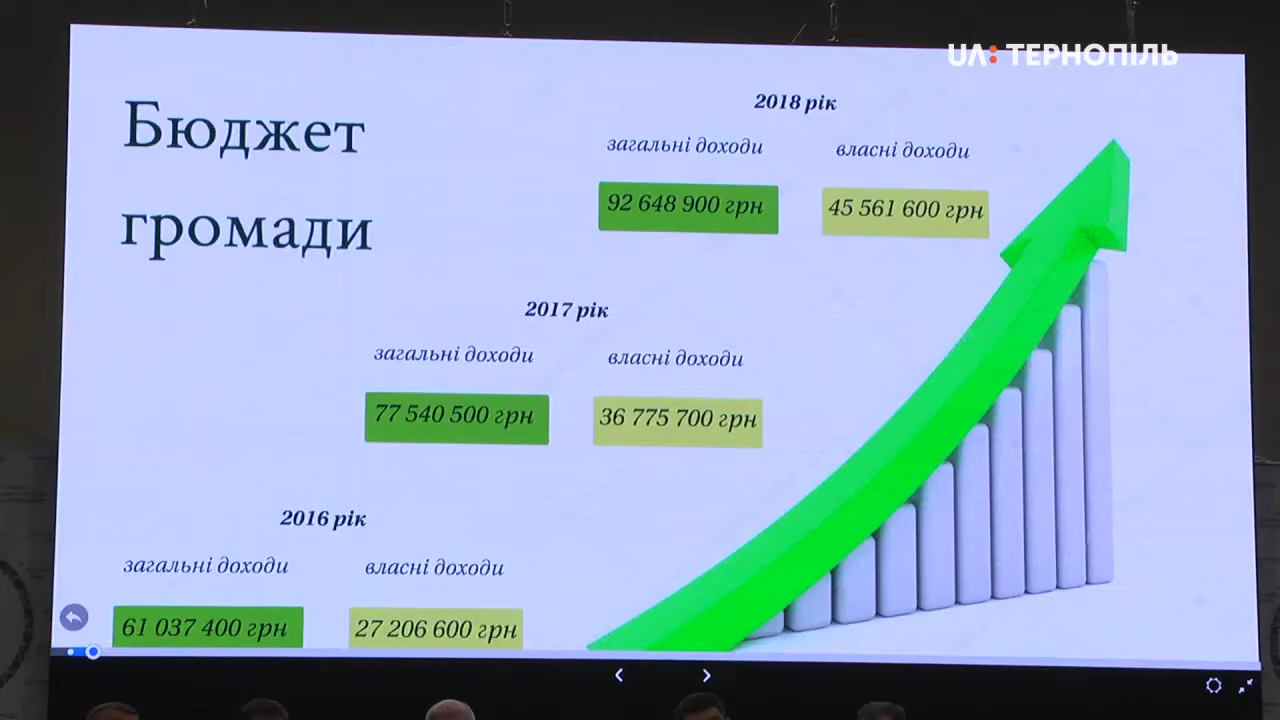 UA: ТЕРНОПІЛЬ
Бюджет
громади
2018 рік
загальні доходи власні доходи
92 648 900 грн 45 561 600 грн
2017 рік
загальні доходи власні доходи
77 540 500 грн 36 775 700 грн
2016 рік
загальні доходи власні доходи
61 037 400 грн 27 206 600 грн